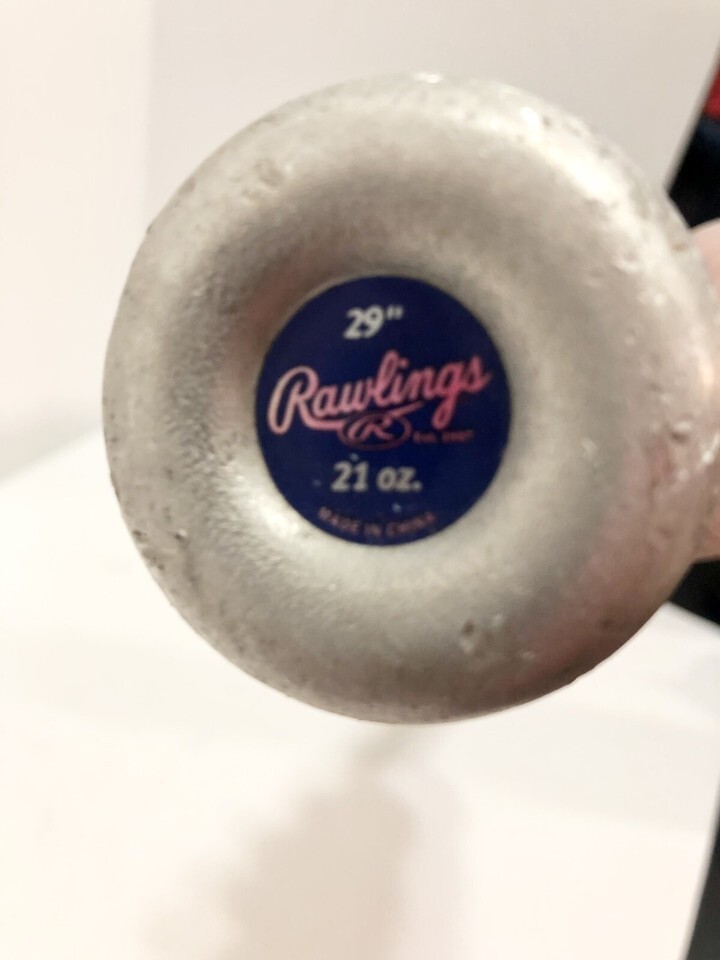 29"
Rawlings
R
21 oz.
MADE IN CHINA